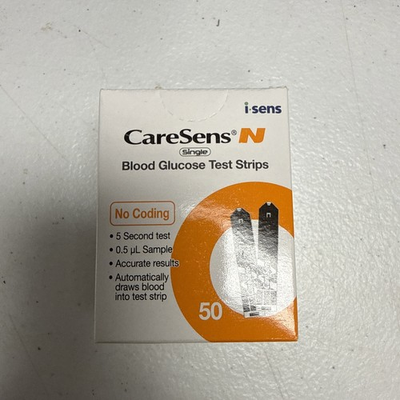 i-sens
CareSens® N
Single
Blood Glucose Test Strips
No Coding
• 5 Second test
• 0.5 µL Sample
• Accurate results
• Automatically
draws blood
into test strip
50